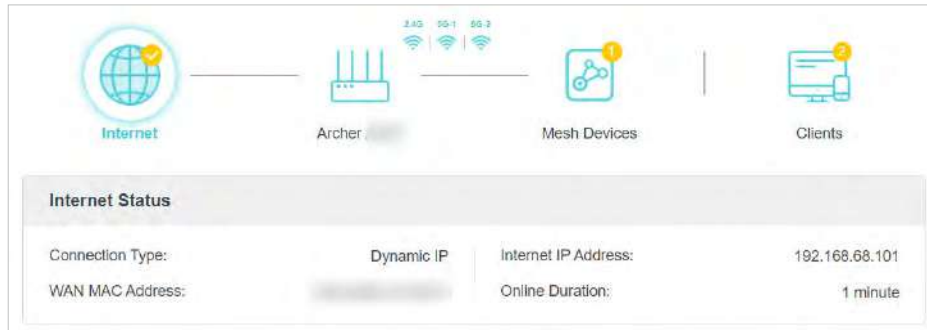 2.4G 5G-1 5G-2
1
2
Internet
Archer
Mesh Devices
Clients
Internet Status
Connection Type: Dynamic IP
Internet IP Address: 192.168.68.101
WAN MAC Address:
Online Duration: 1 minute